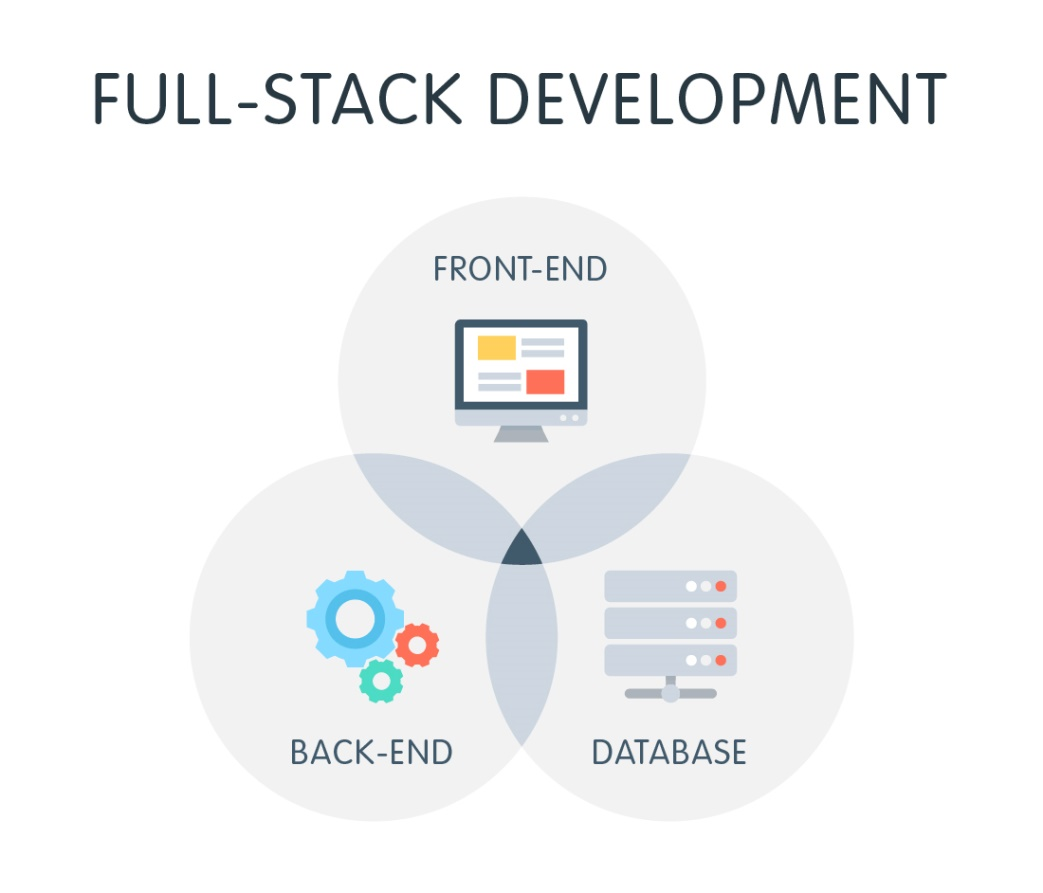 FULL-STACK DEVELOPMENT
FRONT-END
BACK-END
DATABASE